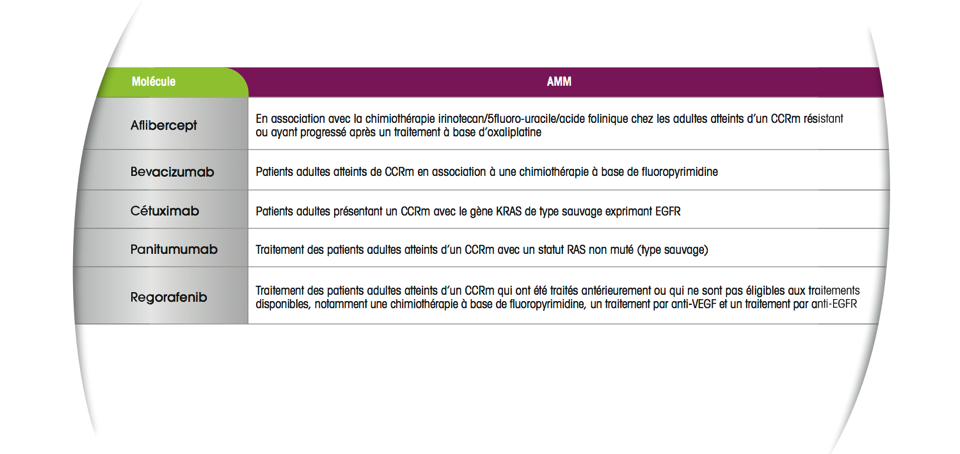 Molécule AMM
Aflibercept
En association avec la chimiothérapie irinotecan/5fluoro-uracile/acide folinique chez les adultes atteints d'un CCRm résistant
ou ayant progressé après un traitement à base d'oxaliplatine
Bevacizumab
Patients adultes atteints de CCRm en association à une chimiothérapie à base de fluoropyrimidine
Cétuximab
Patients adultes présentant un CCRm avec le gène KRAS de type sauvage exprimant EGFR
Panitumumab
Traitement des patients adultes atteints d'un CCRm avec un statut RAS non muté (type sauvage)
Regorafenib
Traitement des patients adultes atteints d'un CCRm qui ont été traités antérieurement ou qui ne sont pas éligibles aux traitements
disponibles, notamment une chimiothérapie à base de fluoropyrimidine, un traitement par anti-VEGF et un traitement par anti-EGFR